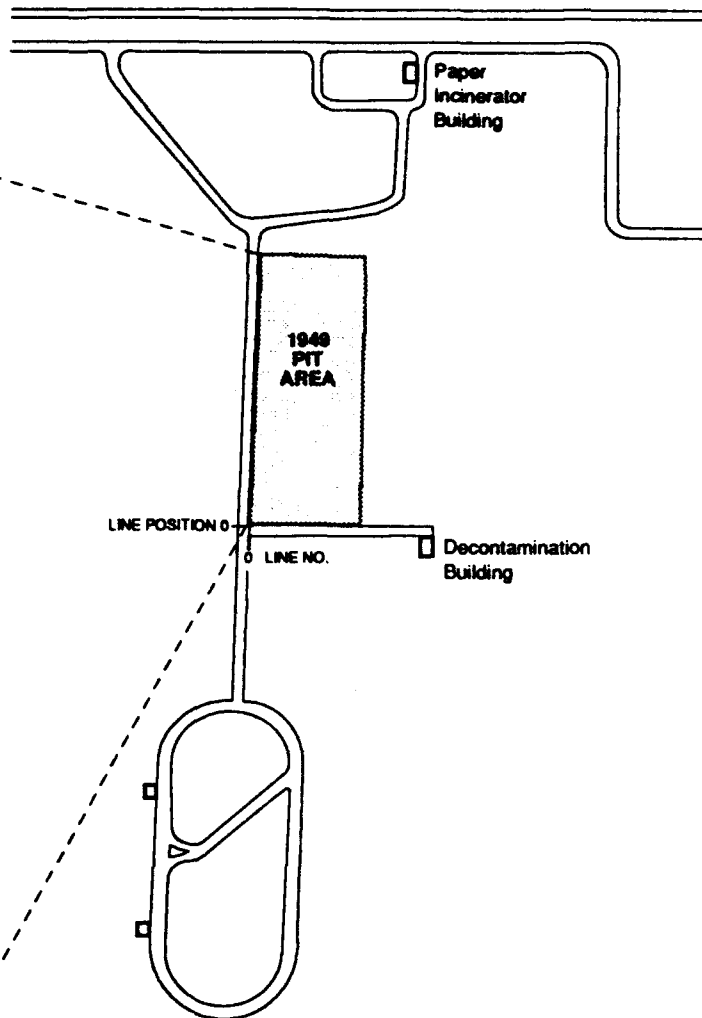 Paper
Incinerator
Building
1949
PIT
AREA
LINE POSITION 0
0 LINE NO.
Decontamination
Building